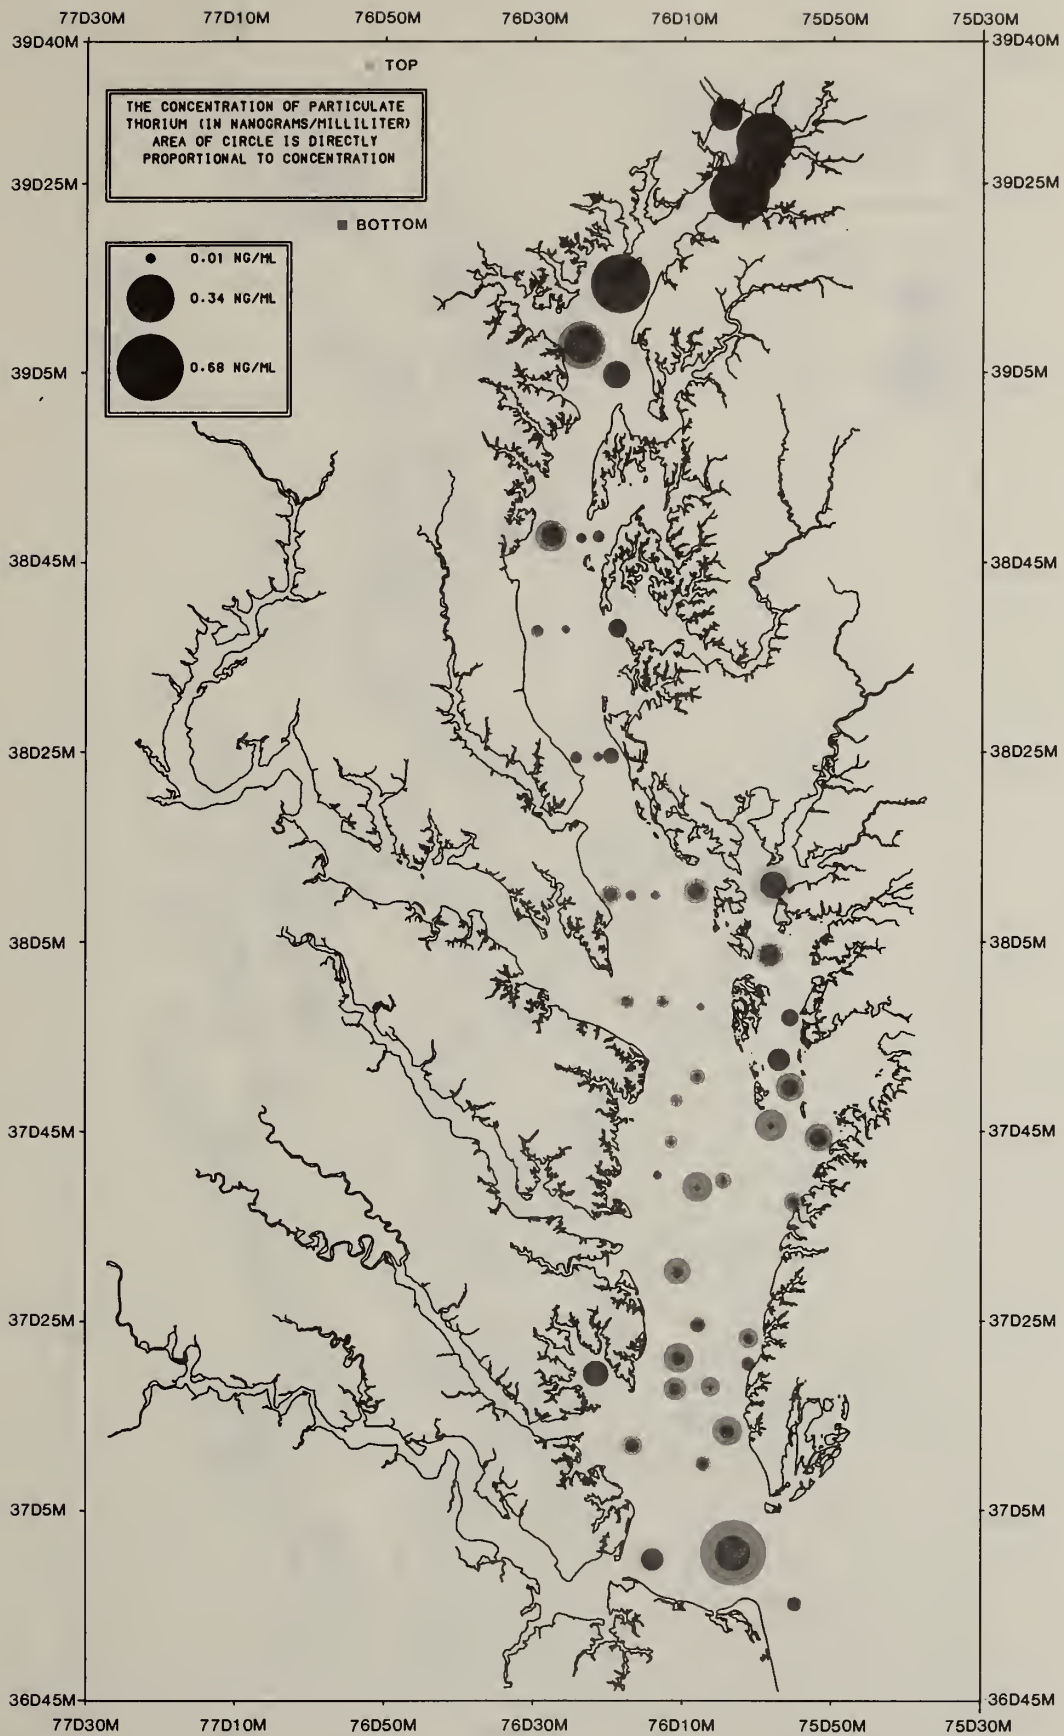 77D30M 77D10M 76D50M 76D30M 76D10M 75D50M 75D30M
39D40M 39D40M
TOP
THE CONCENTRATION OF PARTICULATE
THORIUM (IN NANOGRAMS/MILLILITER)
AREA OF CIRCLE IS DIRECTLY
PROPORTIONAL TO CONCENTRATION
39D25M 39D25M
BOTTOM
0.01 NG/ML
0.34 NG/ML
0.68 NG/ML
39D5M 39D5M
38D45M 38D45M
38D25M 38D25M
38D5M 38D5M
37D45M 37D45M
37D25M 37D25M
37D5M 37D5M
36D45M 36D45M
77D30M 77D10M 76D50M 76D30M 76D10M 75D50M 75D30M